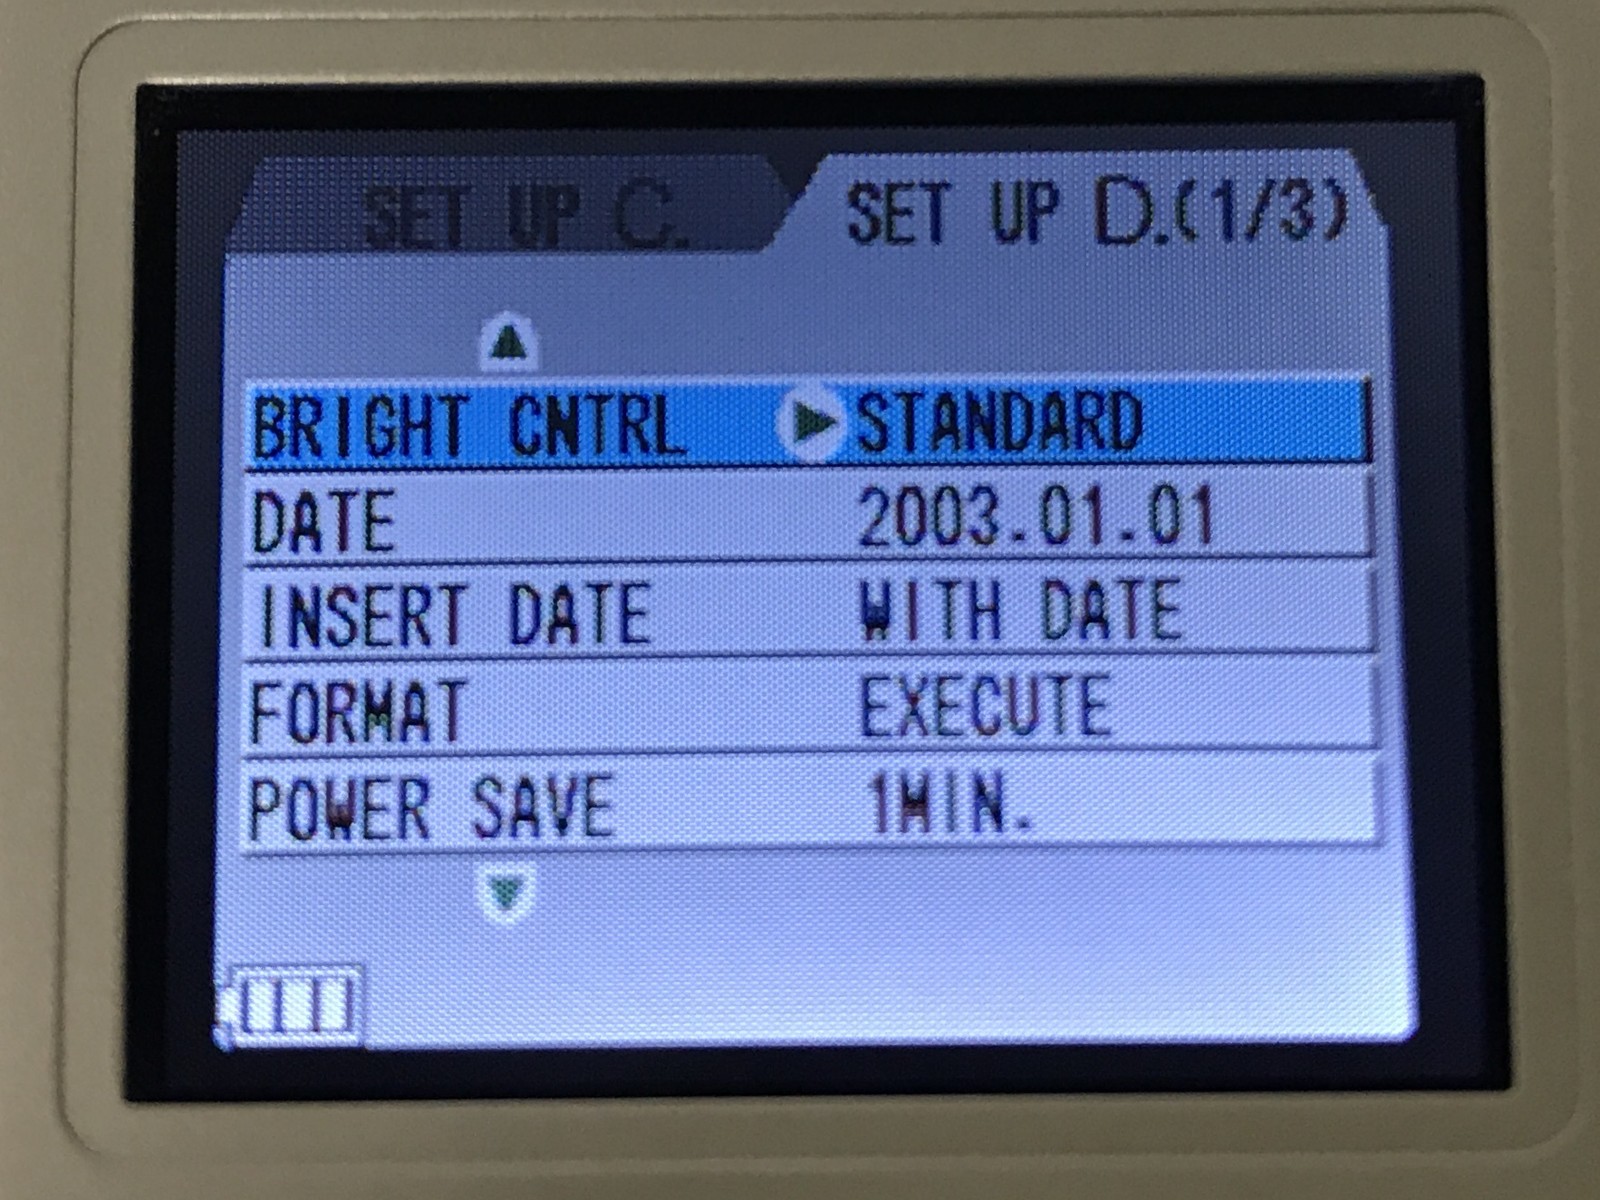 SET UP C. SET UP D.(1/3)
BRIGHT CNTRL STANDARD
DATE 2003.01.01
INSERT DATE WITH DATE
FORMAT EXECUTE
POWER SAVE 1MIN.